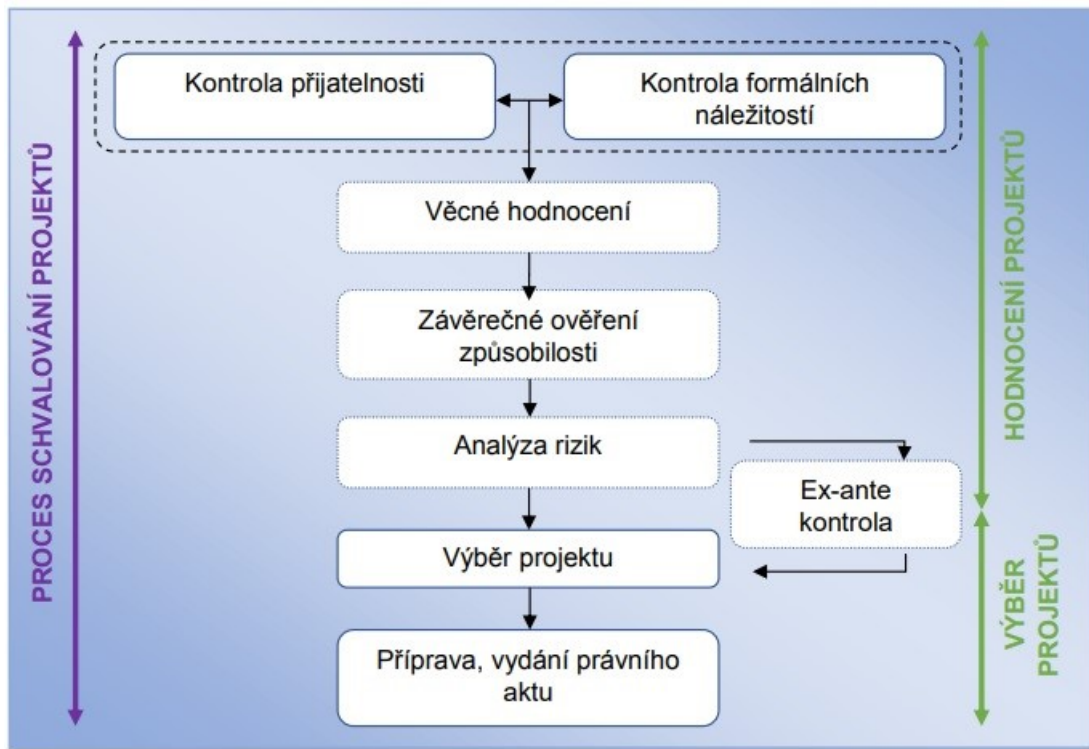 PROCES SCHVALOVÁNÍ PROJEKTŮ
Kontrola přijatelnosti
Kontrola formálních
náležitostí
Věcné hodnocení
Závěrečné ověření
způsobilosti
Analýza rizik
Ex-ante
kontrola
Výběr projektu
Příprava, vydání právního
aktu
HODNOCENÍ PROJEKTŮ
VÝBĚR
PROJEKTŮ